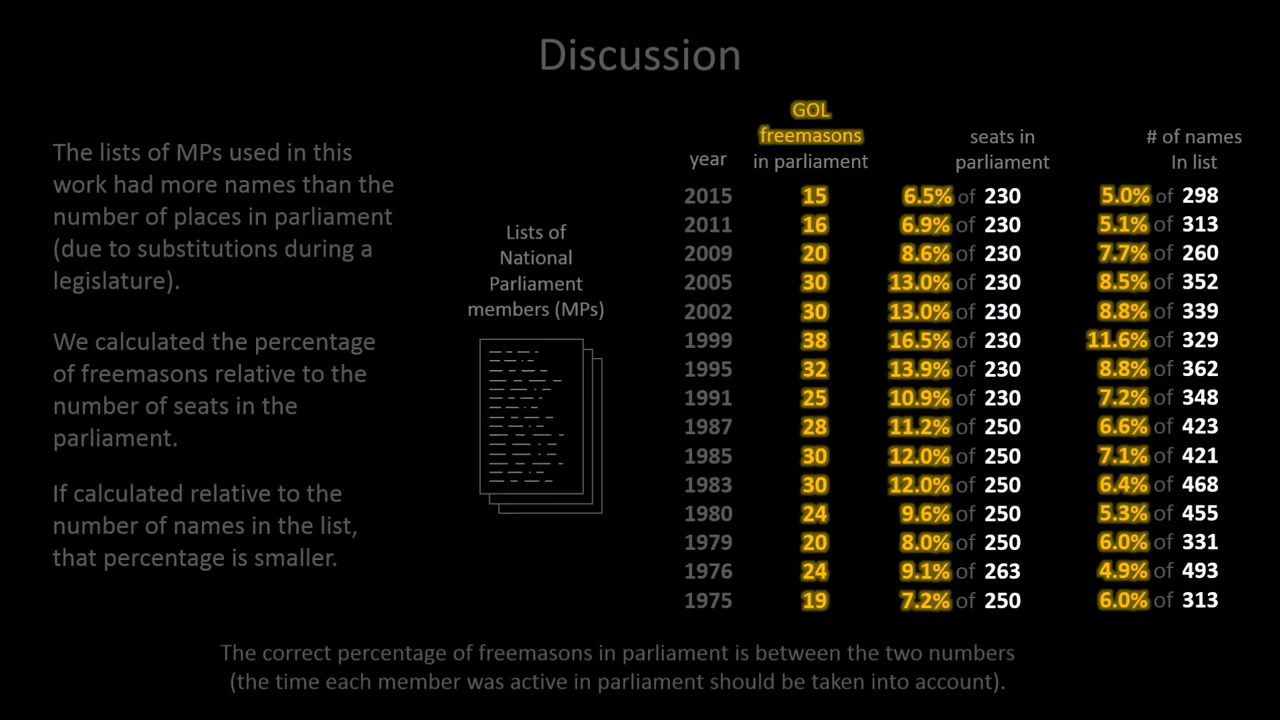 Discussion
The lists of MPs used in this
work had more names than the
number of places in parliament
(due to substitutions during a
legislature).
We calculated the percentage
of freemasons relative to the
number of seats in the
parliament.
If calculated relative to the
number of names in the list,
that percentage is smaller.
Lists of
National
Parliament
members (MPs)
GOL
freemasons seats in # of names
year in parliament parliament In list
2015 15 6.5% of 230 5.0% of 298
2011 16 6.9% of 230 5.1% of 313
2009 20 8.6% of 230 7.7% of 260
2005 30 13.0% of 230 8.5% of 352
2002 30 13.0% of 230 8.8% of 339
1999 38 16.5% of 230 11.6% of 329
1995 32 13.9% of 230 8.8% of 362
1991 25 10.9% of 230 7.2% of 348
1987 28 11.2% of 250 6.6% of 423
1985 30 12.0% of 250 7.1% of 421
1983 30 12.0% of 250 6.4% of 468
1980 24 9.6% of 250 5.3% of 455
1979 20 8.0% of 250 6.0% of 331
1976 24 9.1% of 263 4.9% of 493
1975 19 7.2% of 250 6.0% of 313
The correct percentage of freemasons in parliament is between the two numbers
(the time each member was active in parliament should be taken into account).